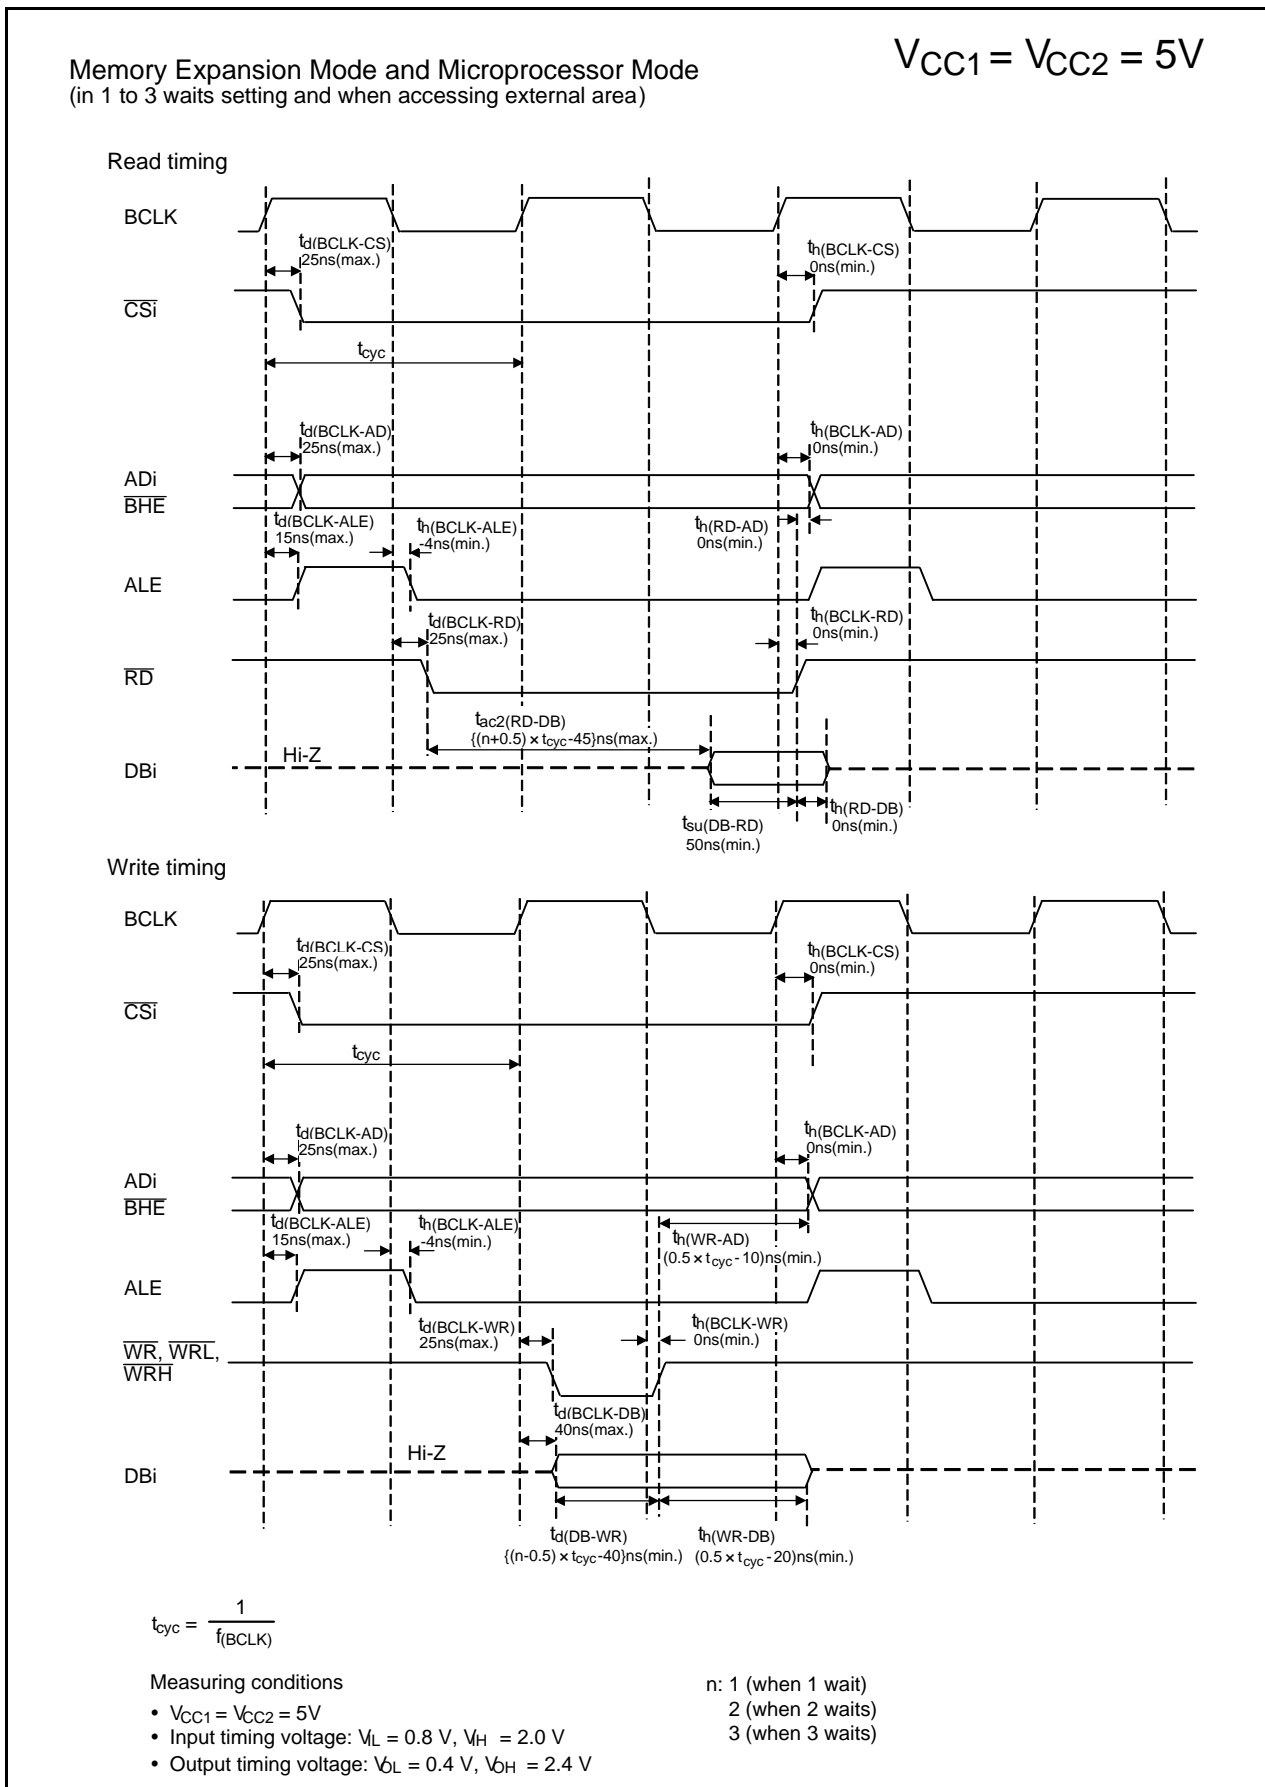 Memory Expansion Mode and Microprocessor Mode
(in 1 to 3 waits setting and when accessing external area)
VCC1 = VCC2 = 5V
Read timing
BCLK
td(BCLK-CS)
25ns(max.)
th(BCLK-CS)
0ns(min.)
CSi
tcyc
td(BCLK-AD)
25ns(max.)
th(BCLK-AD)
0ns(min.)
ADi
BHE
td(BCLK-ALE)
15ns(max.)
th(BCLK-ALE)
-4ns(min.)
th(RD-AD)
0ns(min.)
ALE
td(BCLK-RD)
25ns(max.)
th(BCLK-RD)
0ns(min.)
RD
tac2(RD-DB)
{(n+0.5) × tcyc-45}ns(max.)
Hi-Z
DBi
tsu(DB-RD)
50ns(min.)
th(RD-DB)
0ns(min.)
Write timing
BCLK
td(BCLK-CS)
25ns(max.)
th(BCLK-CS)
0ns(min.)
CSi
tcyc
td(BCLK-AD)
25ns(max.)
th(BCLK-AD)
0ns(min.)
ADi
BHE
td(BCLK-ALE)
15ns(max.)
th(BCLK-ALE)
-4ns(min.)
th(WR-AD)
(0.5 × tcyc-10)ns(min.)
ALE
td(BCLK-WR)
25ns(max.)
th(BCLK-WR)
0ns(min.)
WR, WRL,
WRH
td(BCLK-DB)
40ns(max.)
Hi-Z
DBi
td(DB-WR)
{(n-0.5) × tcyc-40}ns(min.)
th(WR-DB)
(0.5 × tcyc-20)ns(min.)
tcyc = 1
f(BCLK)
Measuring conditions
• VCC1 = VCC2 = 5V
• Input timing voltage: VIL = 0.8 V, VIH = 2.0 V
• Output timing voltage: VOL = 0.4 V, VOH = 2.4 V
n: 1 (when 1 wait)
2 (when 2 waits)
3 (when 3 waits)